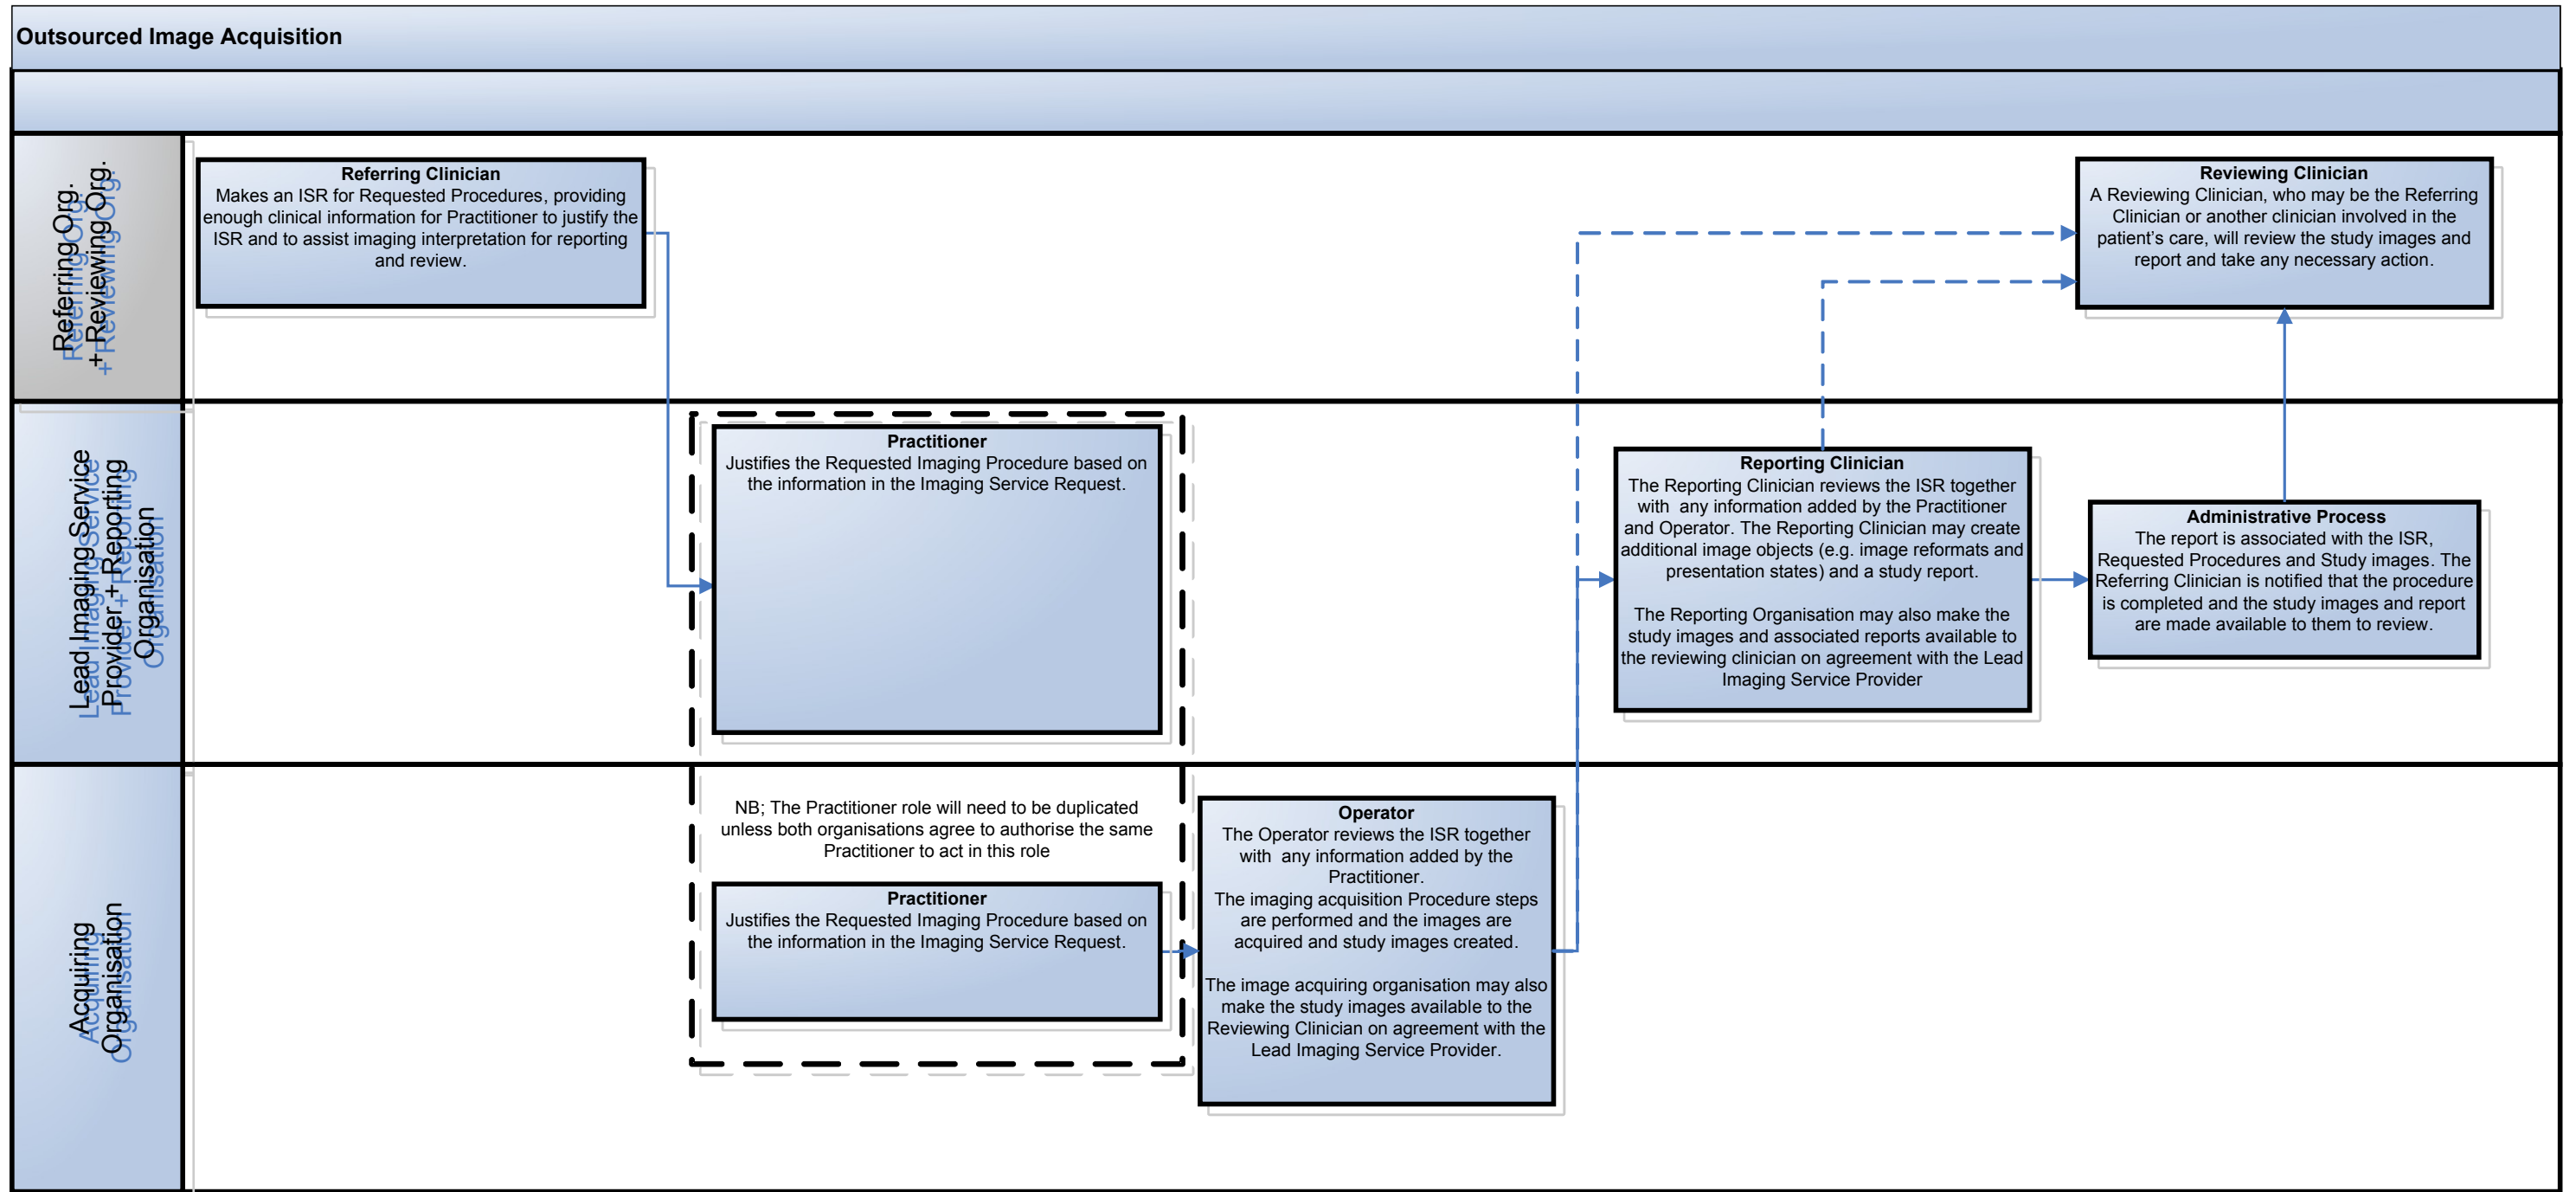 Outsourced Image Acquisition
Referring Org.
+ Reviewing Org.
Referring Clinician
Makes an ISR for Requested Procedures, providing
enough clinical information for Practitioner to justify the
ISR and to assist imaging interpretation for reporting
and review.
Reviewing Clinician
A Reviewing Clinician, who may be the Referring
Clinician or another clinician involved in the
patient's care, will review the study images and
report and take any necessary action.
Lead Imaging Service
Provider + Reporting
Organisation
Practitioner
Justifies the Requested Imaging Procedure based on
the information in the Imaging Service Request.
Reporting Clinician
The Reporting Clinician reviews the ISR together
with  any information added by the Practitioner
and Operator. The Reporting Clinician may create
additional image objects (e.g. image reformats and
presentation states) and a study report.
The Reporting Organisation may also make the
study images and associated reports available to
the reviewing clinician on agreement with the Lead
Imaging Service Provider
Administrative Process
The report is associated with the ISR,
Requested Procedures and Study images. The
Referring Clinician is notified that the procedure
is completed and the study images and report
are made available to them to review.
Acquiring
Organisation
NB; The Practitioner role will need to be duplicated
unless both organisations agree to authorise the same
Practitioner to act in this role
Practitioner
Justifies the Requested Imaging Procedure based on
the information in the Imaging Service Request.
Operator
The Operator reviews the ISR together
with  any information added by the
Practitioner.
The imaging acquisition Procedure steps
are performed and the images are
acquired and study images created.
The image acquiring organisation may also
make the study images available to the
Reviewing Clinician on agreement with the
Lead Imaging Service Provider.